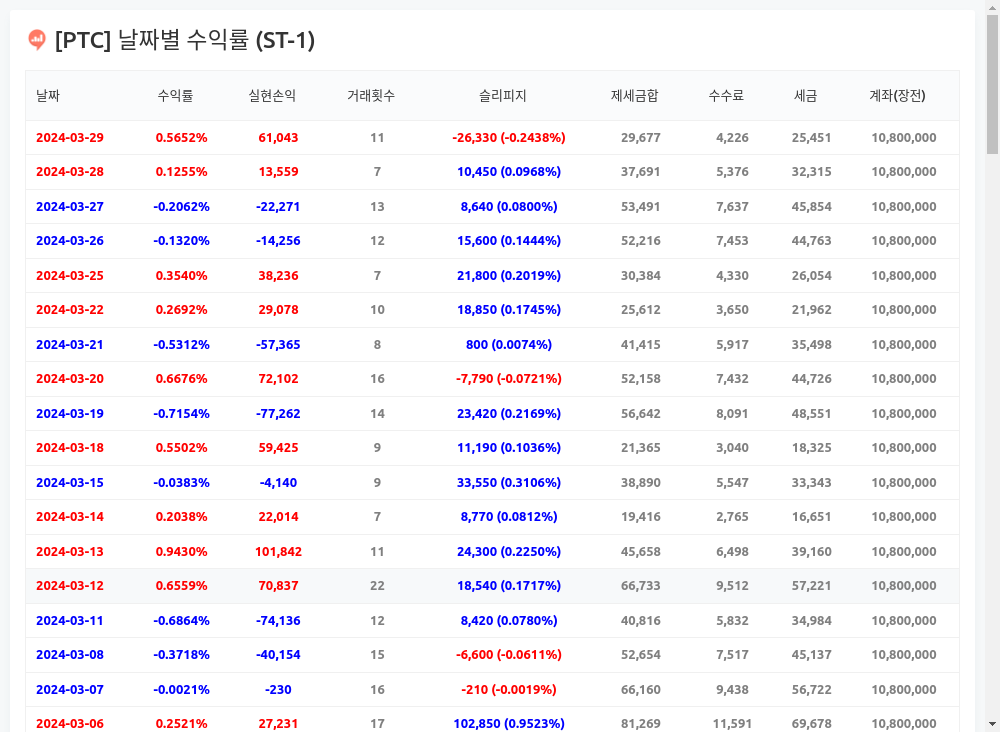 [PTC] 날짜별 수익률 (ST-1)
날짜 수익률 실현손익 거래횟수 슬리피지 제세금합 수수료 세금 계좌(장전)
2024-03-29 0.5652% 61,043 11 -26,330 (-0.2438%) 29,677 4,226 25,451 10,800,000
2024-03-28 0.1255% 13,559 7 10,450 (0.0968%) 37,691 5,376 32,315 10,800,000
2024-03-27 -0.2062% -22,271 13 8,640 (0.0800%) 53,491 7,637 45,854 10,800,000
2024-03-26 -0.1320% -14,256 12 15,600 (0.1444%) 52,216 7,453 44,763 10,800,000
2024-03-25 0.3540% 38,236 7 21,800 (0.2019%) 30,384 4,330 26,054 10,800,000
2024-03-22 0.2692% 29,078 10 18,850 (0.1745%) 25,612 3,650 21,962 10,800,000
2024-03-21 -0.5312% -57,365 8 800 (0.0074%) 41,415 5,917 35,498 10,800,000
2024-03-20 0.6676% 72,102 16 -7,790 (-0.0721%) 52,158 7,432 44,726 10,800,000
2024-03-19 -0.7154% -77,262 14 23,420 (0.2169%) 56,642 8,091 48,551 10,800,000
2024-03-18 0.5502% 59,425 9 11,190 (0.1036%) 21,365 3,040 18,325 10,800,000
2024-03-15 -0.0383% -4,140 9 33,550 (0.3106%) 38,890 5,547 33,343 10,800,000
2024-03-14 0.2038% 22,014 7 8,770 (0.0812%) 19,416 2,765 16,651 10,800,000
2024-03-13 0.9430% 101,842 11 24,300 (0.2250%) 45,658 6,498 39,160 10,800,000
2024-03-12 0.6559% 70,837 22 18,540 (0.1717%) 66,733 9,512 57,221 10,800,000
2024-03-11 -0.6864% -74,136 12 8,420 (0.0780%) 40,816 5,832 34,984 10,800,000
2024-03-08 -0.3718% -40,154 15 -6,600 (-0.0611%) 52,654 7,517 45,137 10,800,000
2024-03-07 -0.0021% -230 16 -210 (-0.0019%) 66,160 9,438 56,722 10,800,000
2024-03-06 0.2521% 27,231 17 102,850 (0.9523%) 81,269 11,591 69,678 10,800,000